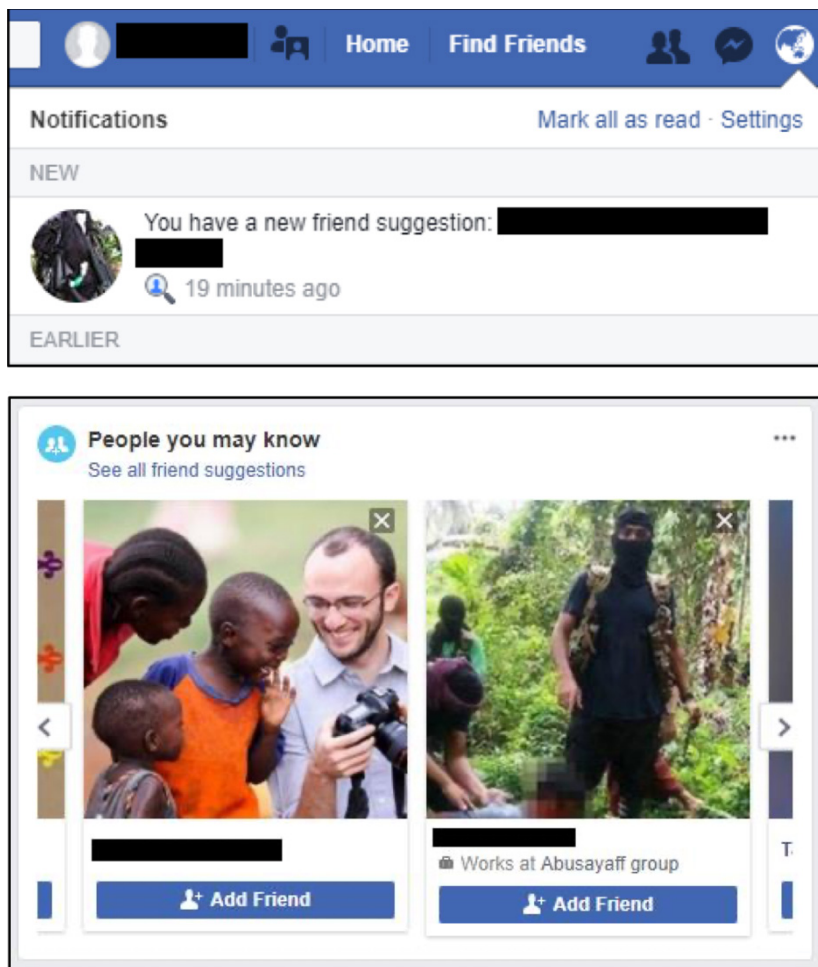 Home Find Friends
Notifications Mark all as read · Settings
NEW
You have a new friend suggestion:
19 minutes ago
EARLIER
People you may know
See all friend suggestions
Works at Abusayaff group
Add Friend Add Friend